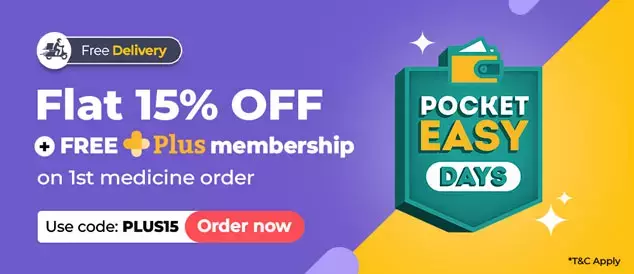 Free Delivery
Flat 15% OFF
+ FREE Plus membership
on 1st medicine order
Use code: PLUS15 Order now
POCKET
EASY
DAYS
*T&C Apply